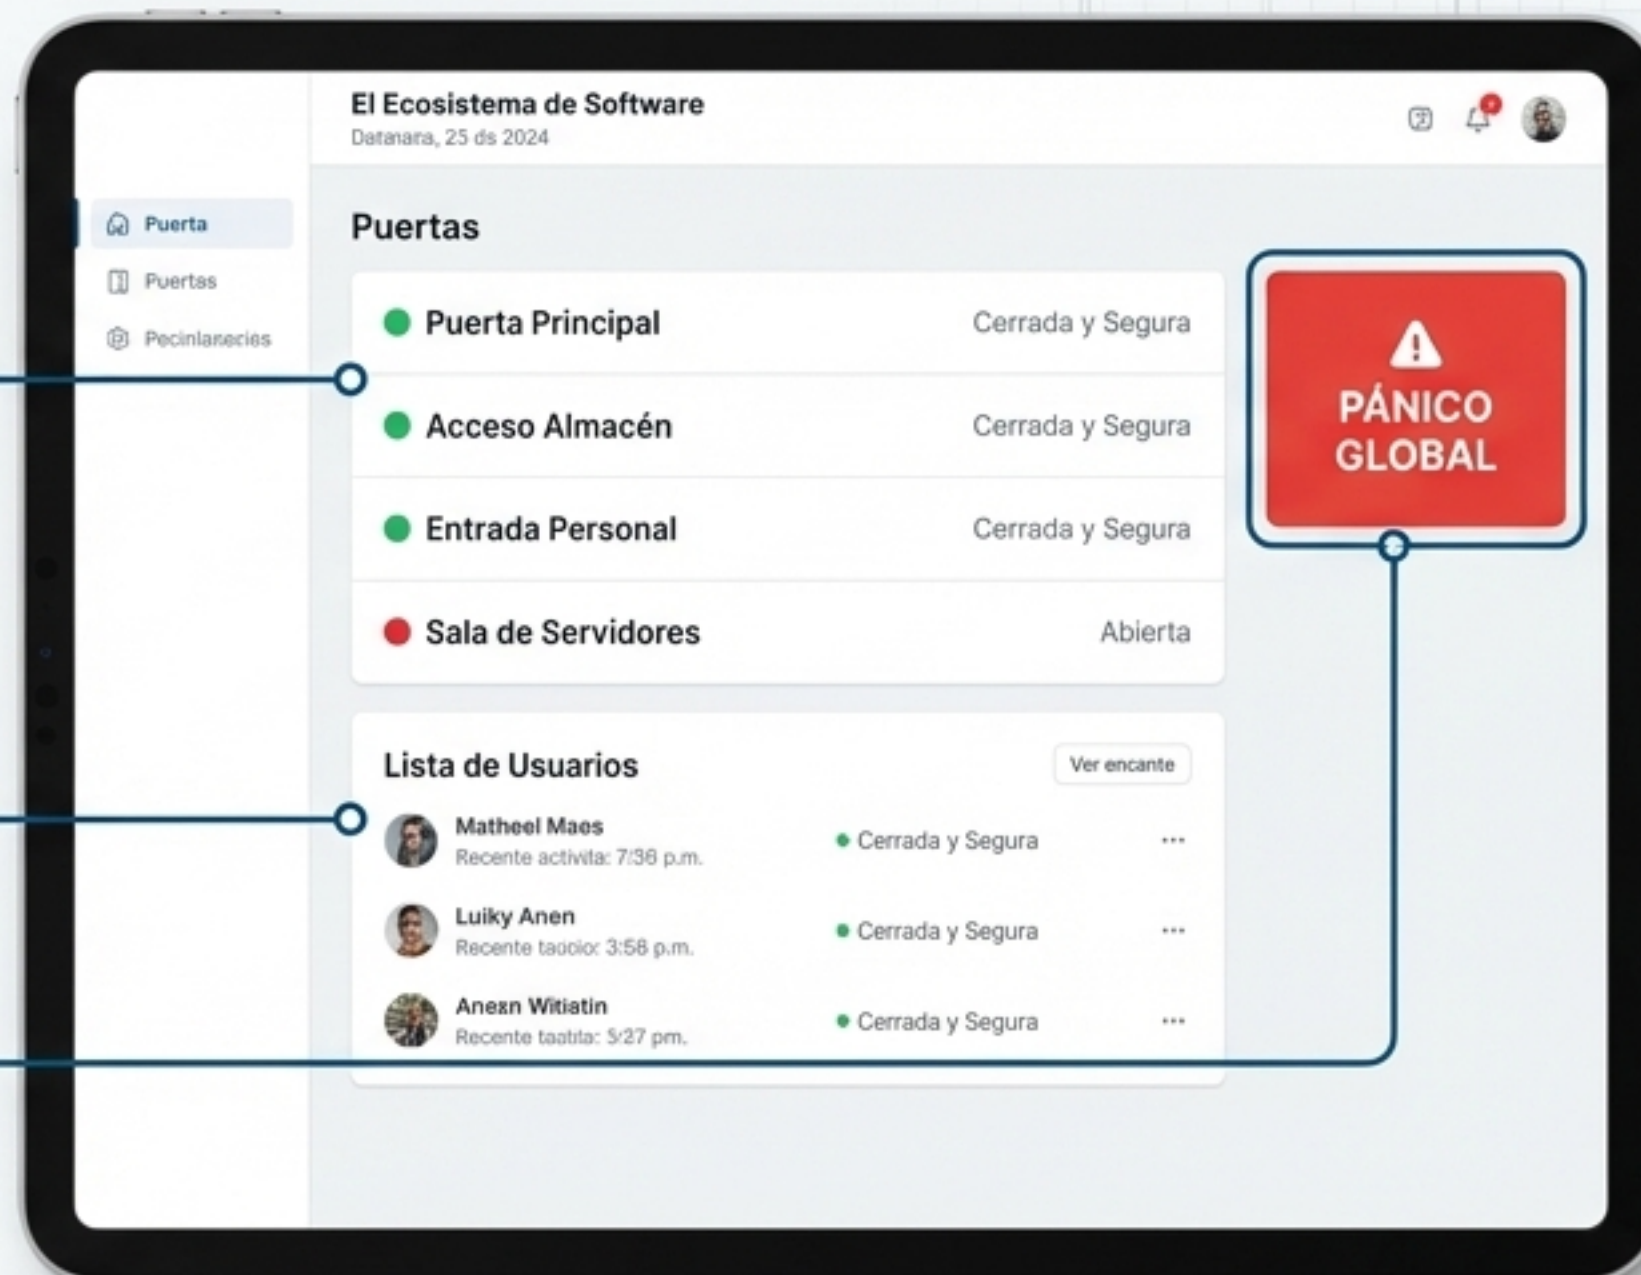 El Ecosistema de Software
Datanara, 25 ds 2024
Puerta
Puertas
Pecinlanecies
Puertas
Puerta Principal
Cerrada y Segura
Acceso Almacén
Cerrada y Segura
Entrada Personal
Cerrada y Segura
Sala de Servidores
Abierta
PÁNICO
GLOBAL
Lista de Usuarios
Ver encante
Matheel Maes
Recente activita: 7:36 p.m.
Cerrada y Segura
Luiky Anen
Recente : 3:58 p.m.
Cerrada y Segura
Anexn Witiatin
Recente : 5:27 pm.
Cerrada y Segura